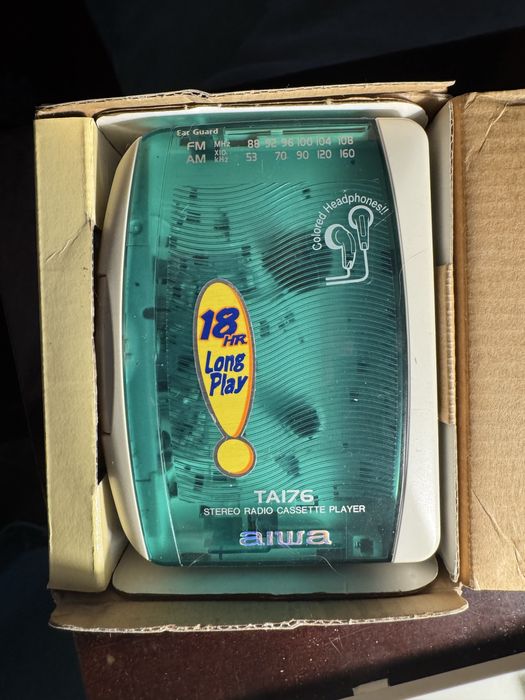 Ear Guard
FM MHz 88 92 96 100 104 108
AM X10 kHz 53 70 90 120 160
Colored Headphones!!
18
HR
Long
Play
TA176
STEREO RADIO CASSETTE PLAYER
aiwa